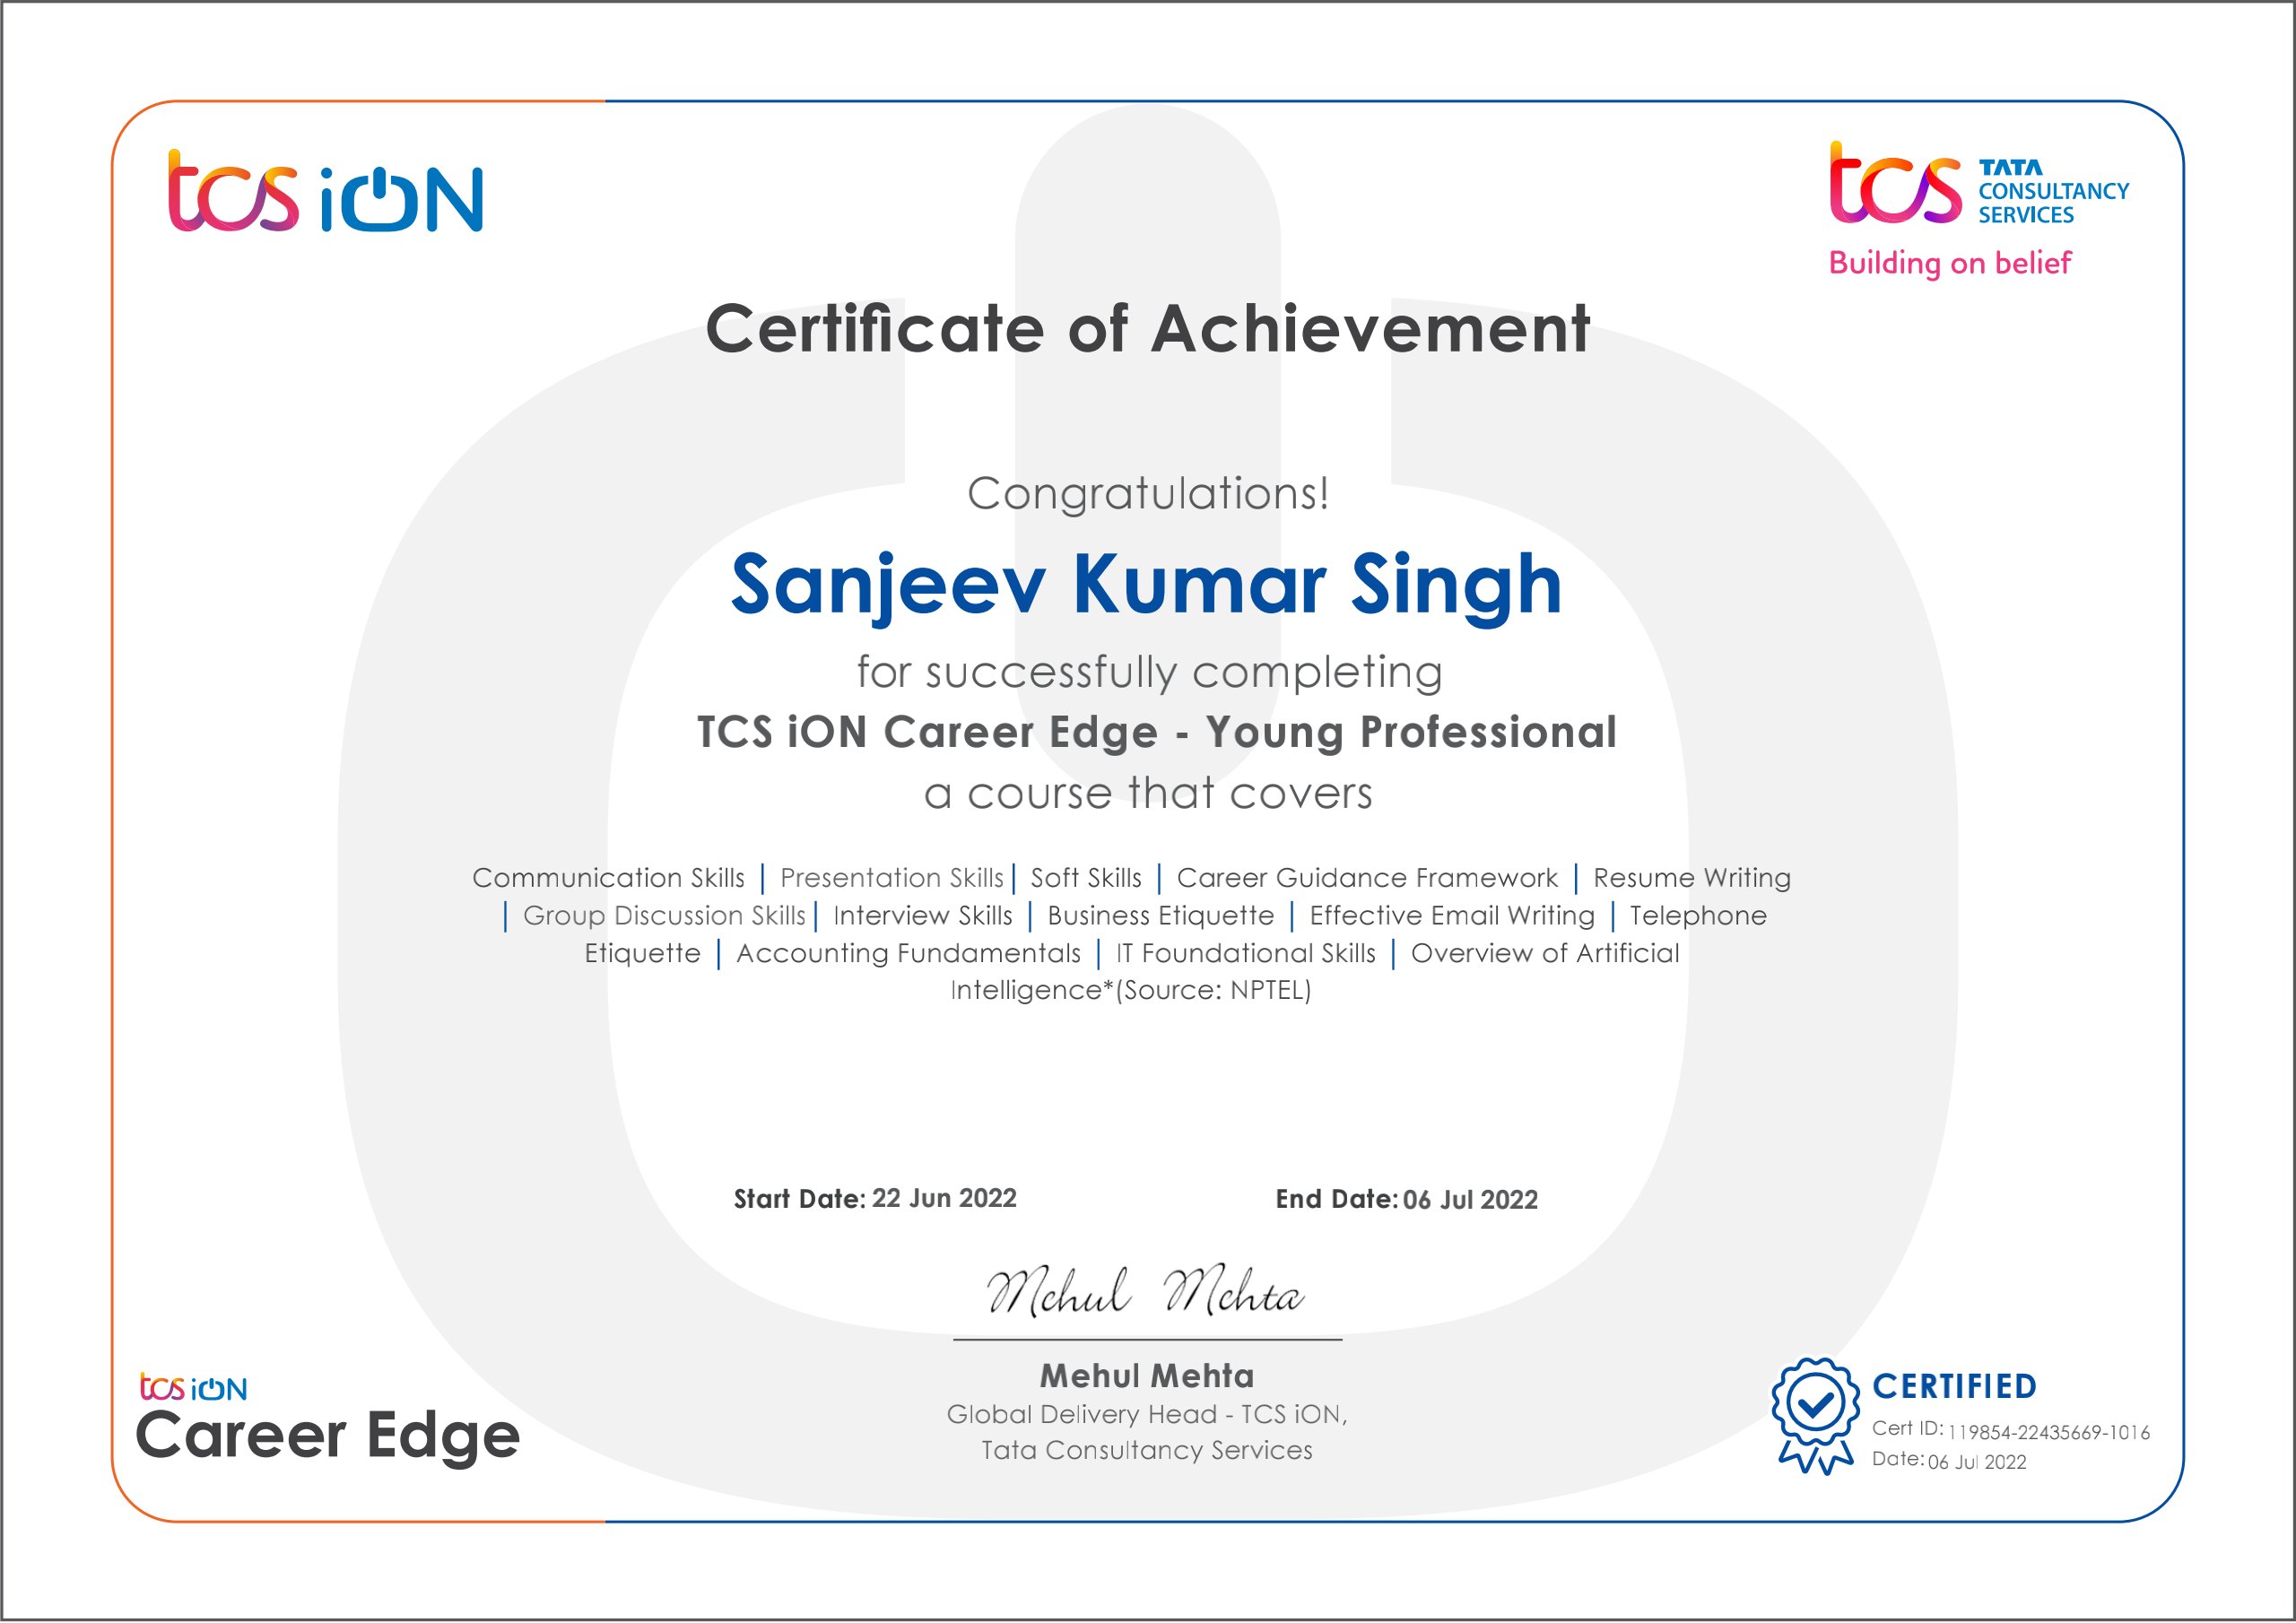 tcs iON
tcs TATA
CONSULTANCY
SERVICES
Building on belief
Certificate of Achievement
Congratulations!
Sanjeev Kumar Singh
for successfully completing
TCS iON Career Edge - Young Professional
a course that covers
Communication Skills | Presentation Skills | Soft Skills | Career Guidance Framework | Resume Writing
| Group Discussion Skills | Interview Skills | Business Etiquette | Effective Email Writing | Telephone
Etiquette | Accounting Fundamentals | IT Foundational Skills | Overview of Artificial
Intelligence*(Source: NPTEL)
Start Date: 22 Jun 2022 End Date: 06 Jul 2022
Mehul Mehta
Mehul Mehta
Global Delivery Head - TCS iON,
Tata Consultancy Services
tcs iON
Career Edge
CERTIFIED
Cert ID: 119854-22435669-1016
Date: 06 Jul 2022